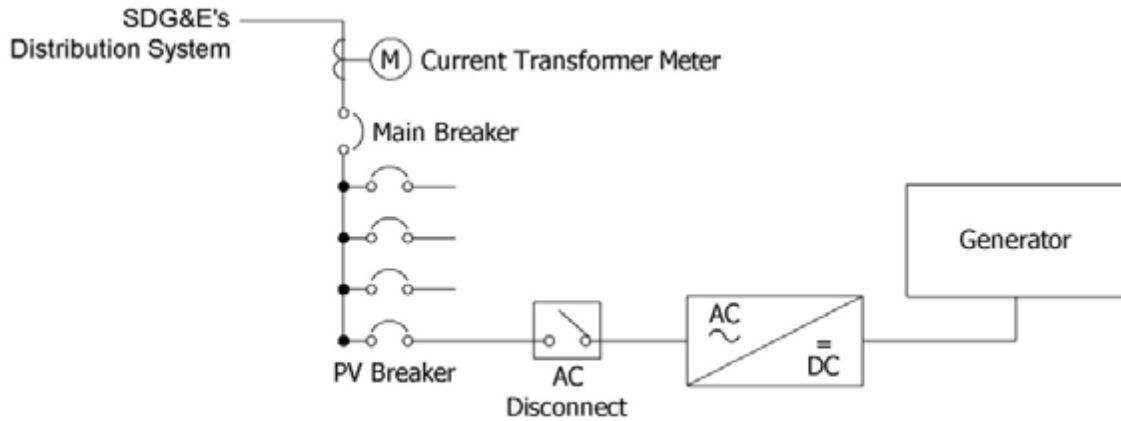 SDG&E's
Distribution System
M
Current Transformer Meter
Main Breaker
Generator
AC
DC
PV Breaker
AC
Disconnect